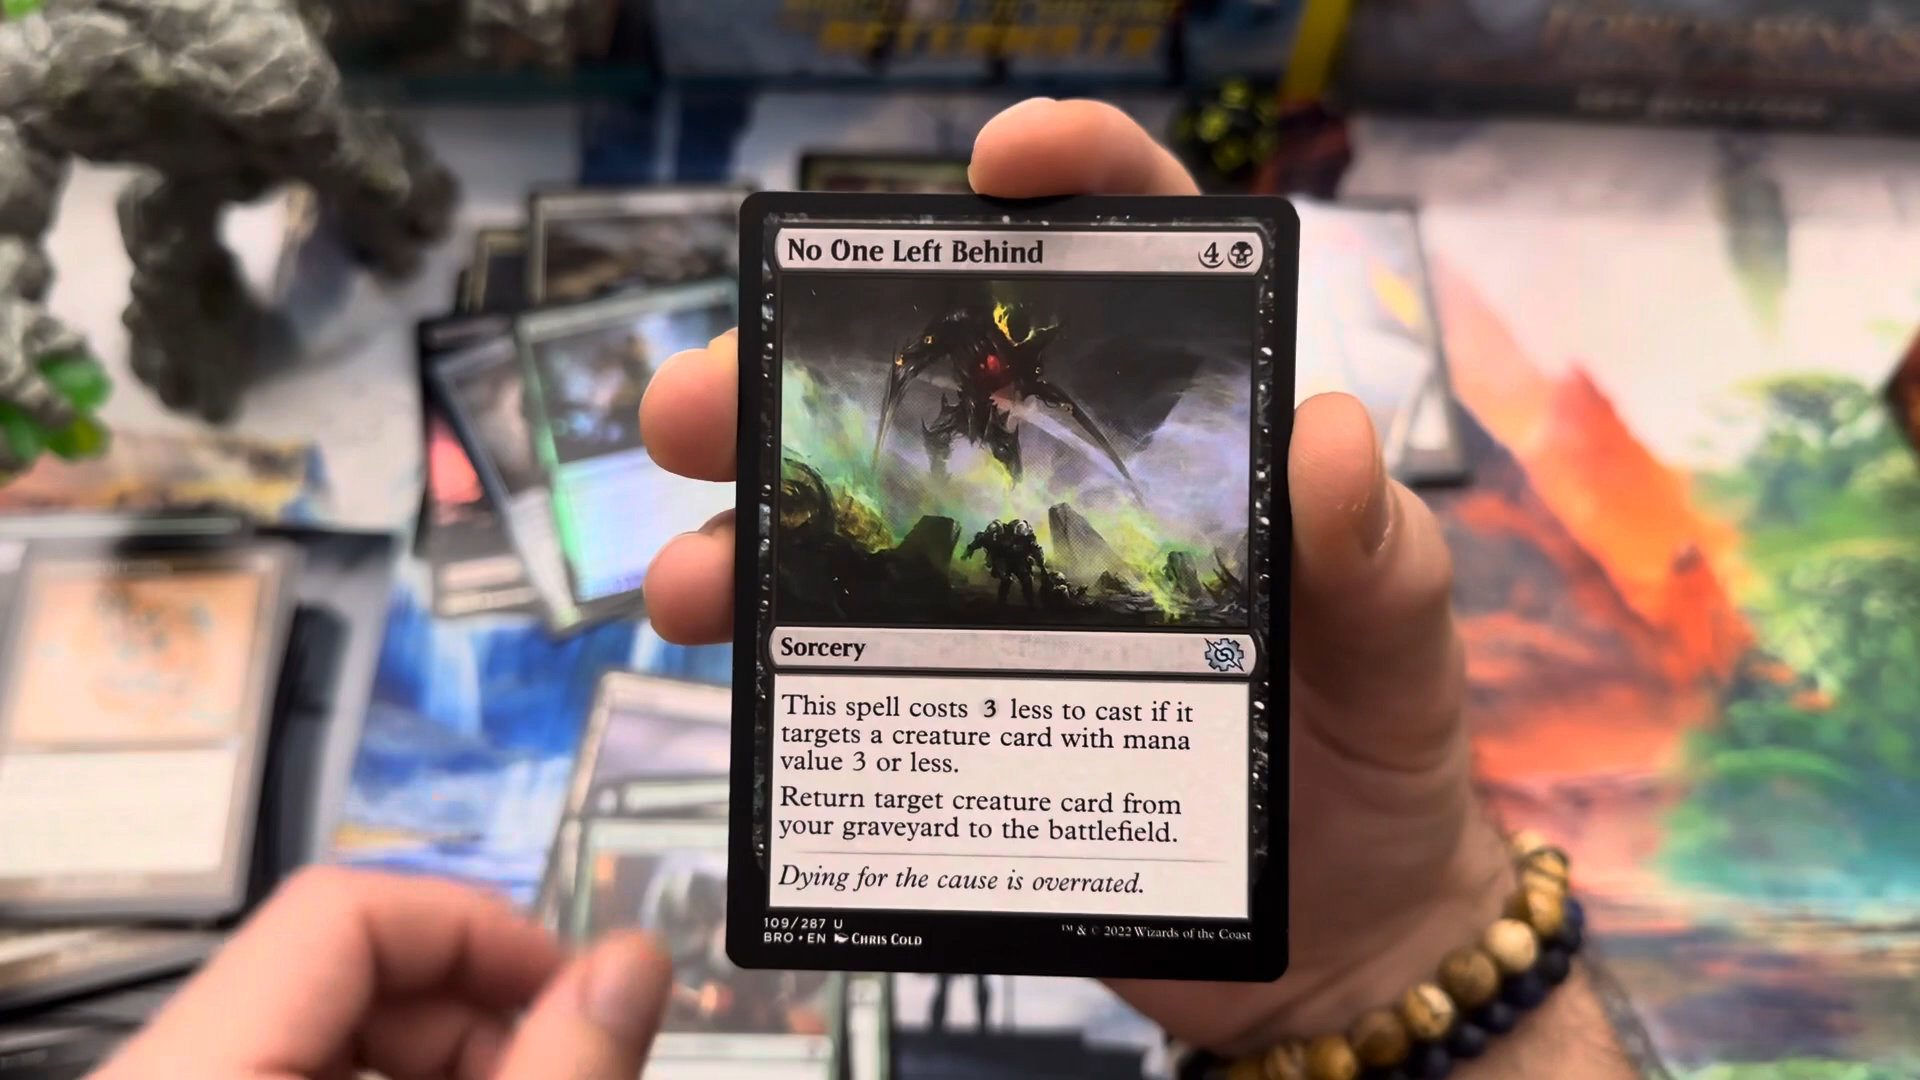 AFTERMATH
No One Left Behind 4
Sorcery
This spell costs 3 less to cast if it
targets a creature card with mana
value 3 or less.
Return target creature card from
your graveyard to the battlefield.
Dying for the cause is overrated.
109/287 U
BRO • EN Chris Cold
™ & © 2022 Wizards of the Coast